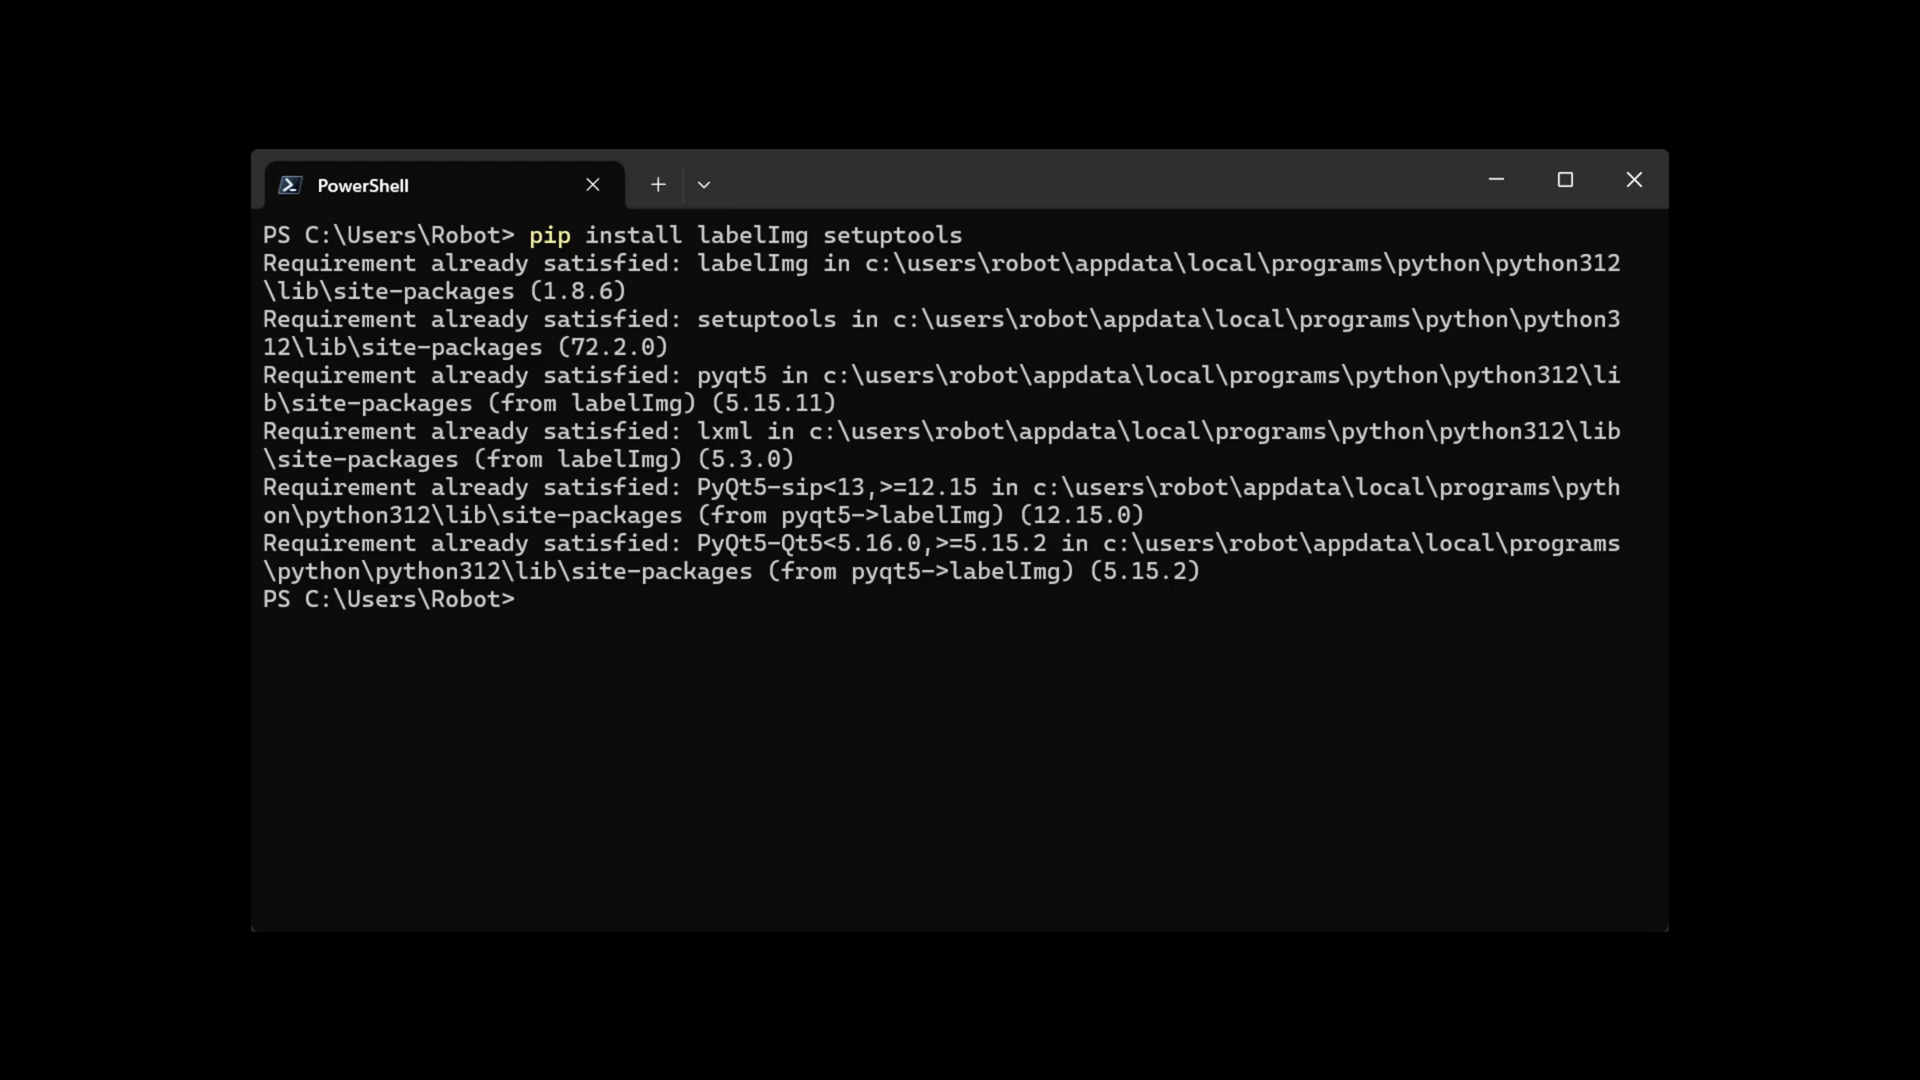 PowerShell
PS C:\Users\Robot> pip install labelImg setuptools
Requirement already satisfied: labelImg in c:\users\robot\appdata\local\programs\python\python312
\lib\site-packages (1.8.6)
Requirement already satisfied: setuptools in c:\users\robot\appdata\local\programs\python\python3
12\lib\site-packages (72.2.0)
Requirement already satisfied: pyqt5 in c:\users\robot\appdata\local\programs\python\python312\li
b\site-packages (from labelImg) (5.15.11)
Requirement already satisfied: lxml in c:\users\robot\appdata\local\programs\python\python312\lib
\site-packages (from labelImg) (5.3.0)
Requirement already satisfied: PyQt5-sip<13,>=12.15 in c:\users\robot\appdata\local\programs\pyth
on\python312\lib\site-packages (from pyqt5->labelImg) (12.15.0)
Requirement already satisfied: PyQt5-Qt5<5.16.0,>=5.15.2 in c:\users\robot\appdata\local\programs
\python\python312\lib\site-packages (from pyqt5->labelImg) (5.15.2)
PS C:\Users\Robot>